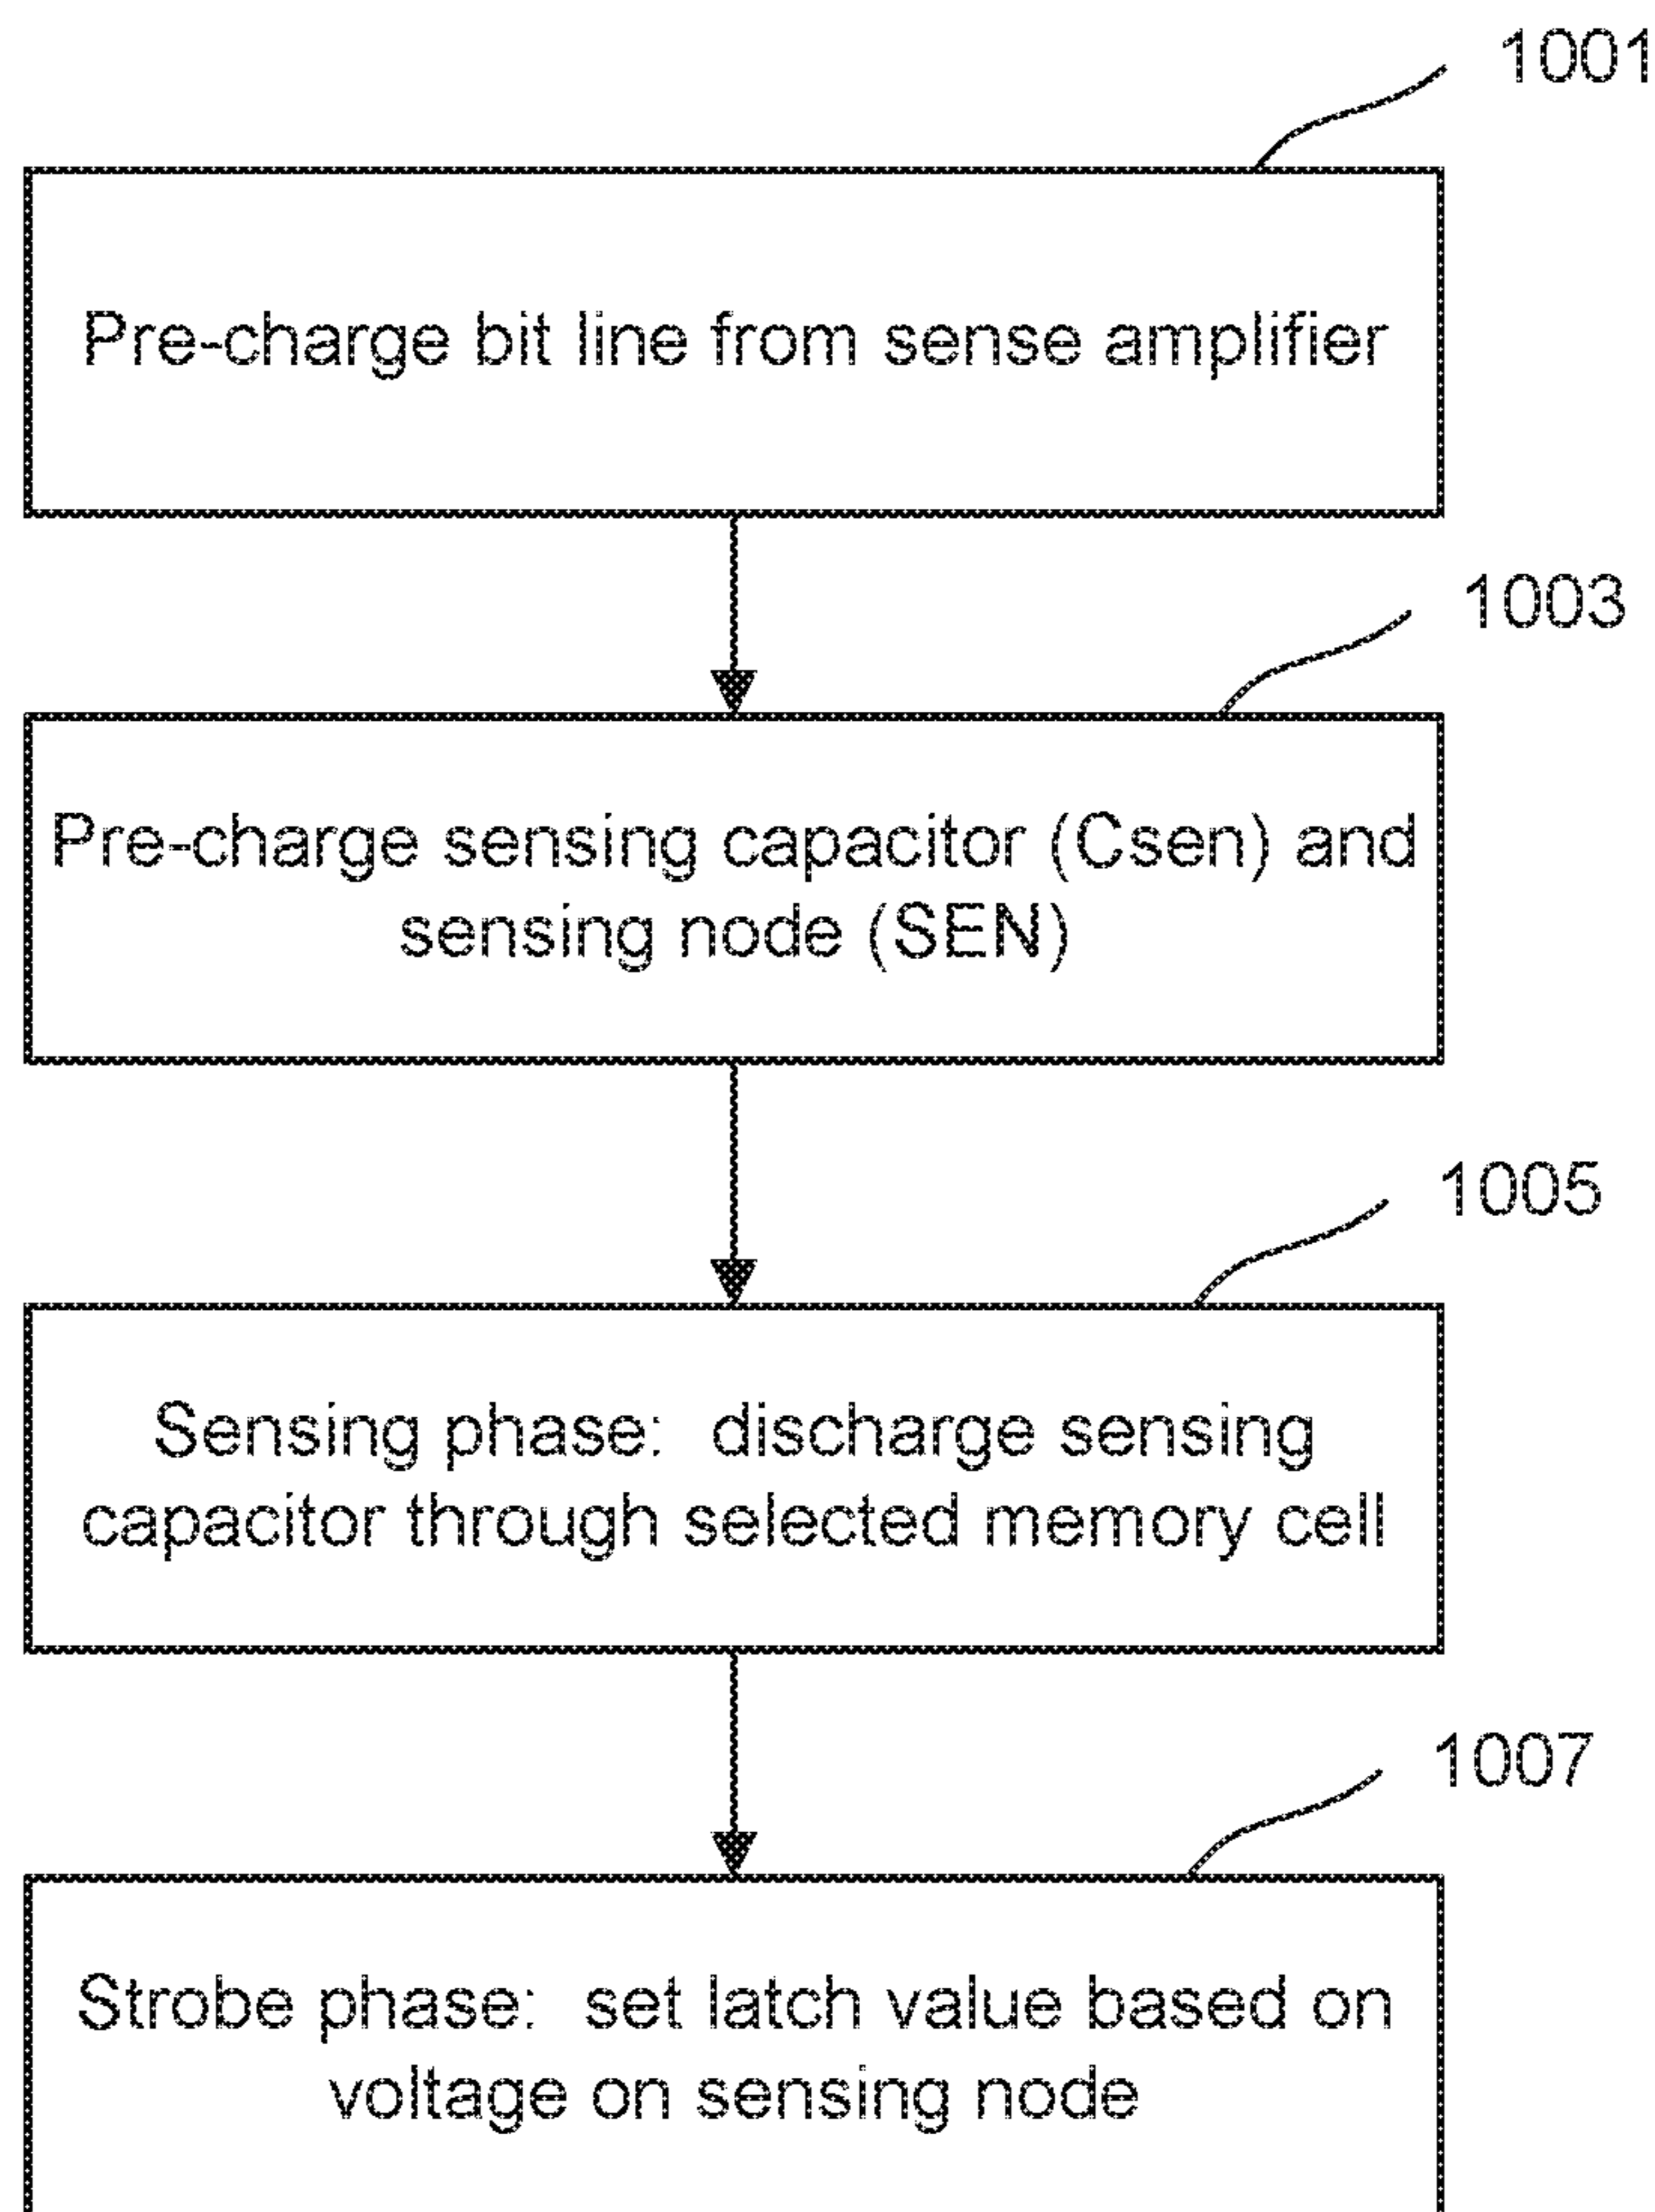 1001
Pre-charge bit line from sense amplifier
1003
Pre-charge sensing capacitor (Csen) and
sensing node (SEN)
1005
Sensing phase:  discharge sensing
capacitor through selected memory cell
1007
Strobe phase:  set latch value based on
voltage on sensing node